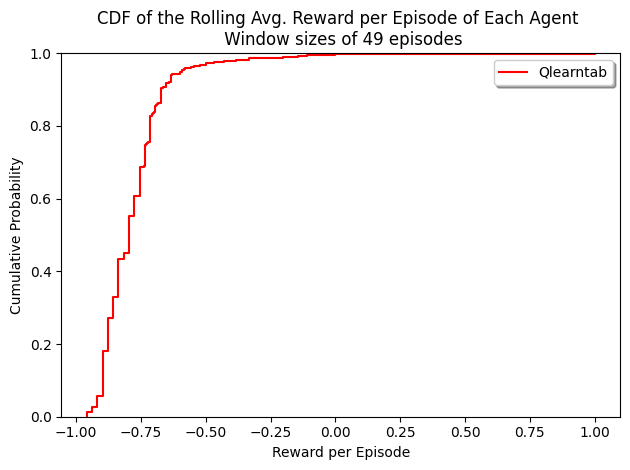 CDF of the Rolling Avg. Reward per Episode of Each Agent
Window sizes of 49 episodes
Qlearntab
1.0
0.8
0.6
0.4
0.2
0.0
Cumulative Probability
-1.00 -0.75 -0.50 -0.25 0.00 0.25 0.50 0.75 1.00
Reward per Episode